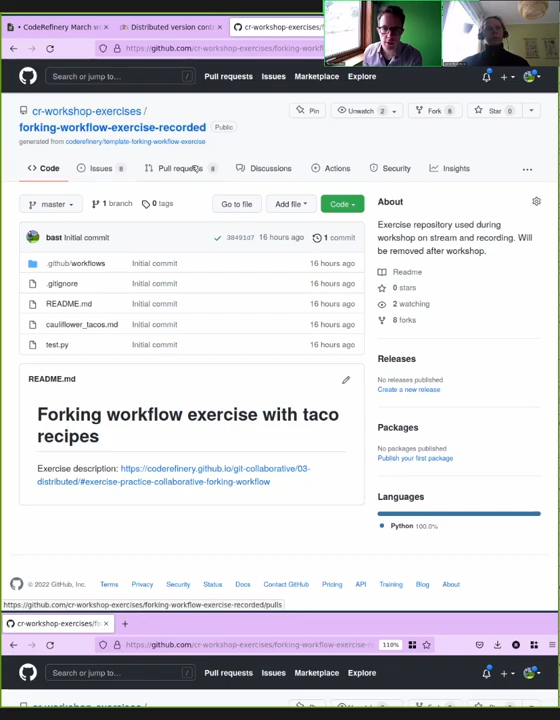 CodeRefinery March w
Distributed version cont
cr-workshop-exercises/f
https://github.com/cr-workshop-exercises/forking-workf
Search or jump to...
/
Pull requests
Issues
Marketplace
Explore
cr-workshop-exercises /
forking-workflow-exercise-recorded
Public
generated from coderefinery/template-forking-workflow-exercise
Pin
Unwatch 2
Fork 8
Star 0
Code
Issues 8
Pull requests 8
Discussions
Actions
Security
Insights
...
master
1 branch
0 tags
Go to file
Add file
Code
bast Initial commit
38491d7 16 hours ago
1 commit
.github/workflows Initial commit 16 hours ago
.gitignore Initial commit 16 hours ago
README.md Initial commit 16 hours ago
cauliflower_tacos.md Initial commit 16 hours ago
test.py Initial commit 16 hours ago
README.md
Forking workflow exercise with taco
recipes
Exercise description: https://coderefinery.github.io/git-collaborative/03-
distributed/#exercise-practice-collaborative-forking-workflow
About
Exercise repository used during
workshop on stream and recording. Will
be removed after workshop.
Readme
0 stars
2 watching
8 forks
Releases
No releases published
Create a new release
Packages
No packages published
Publish your first package
Languages
Python 100.0%
© 2022 GitHub, Inc.
Terms
Privacy
Security
Status
Docs
Contact GitHub
Pricing
API
Training
Blog
About
https://github.com/cr-workshop-exercises/forking-workflow-exercise-recorded/pulls
cr-workshop-exercises/fo
https://github.com/cr-workshop-exercises/forking-workflow-exercise-r
110%
Search or jump to...
/
Pull requests
Issues
Marketplace
Explore